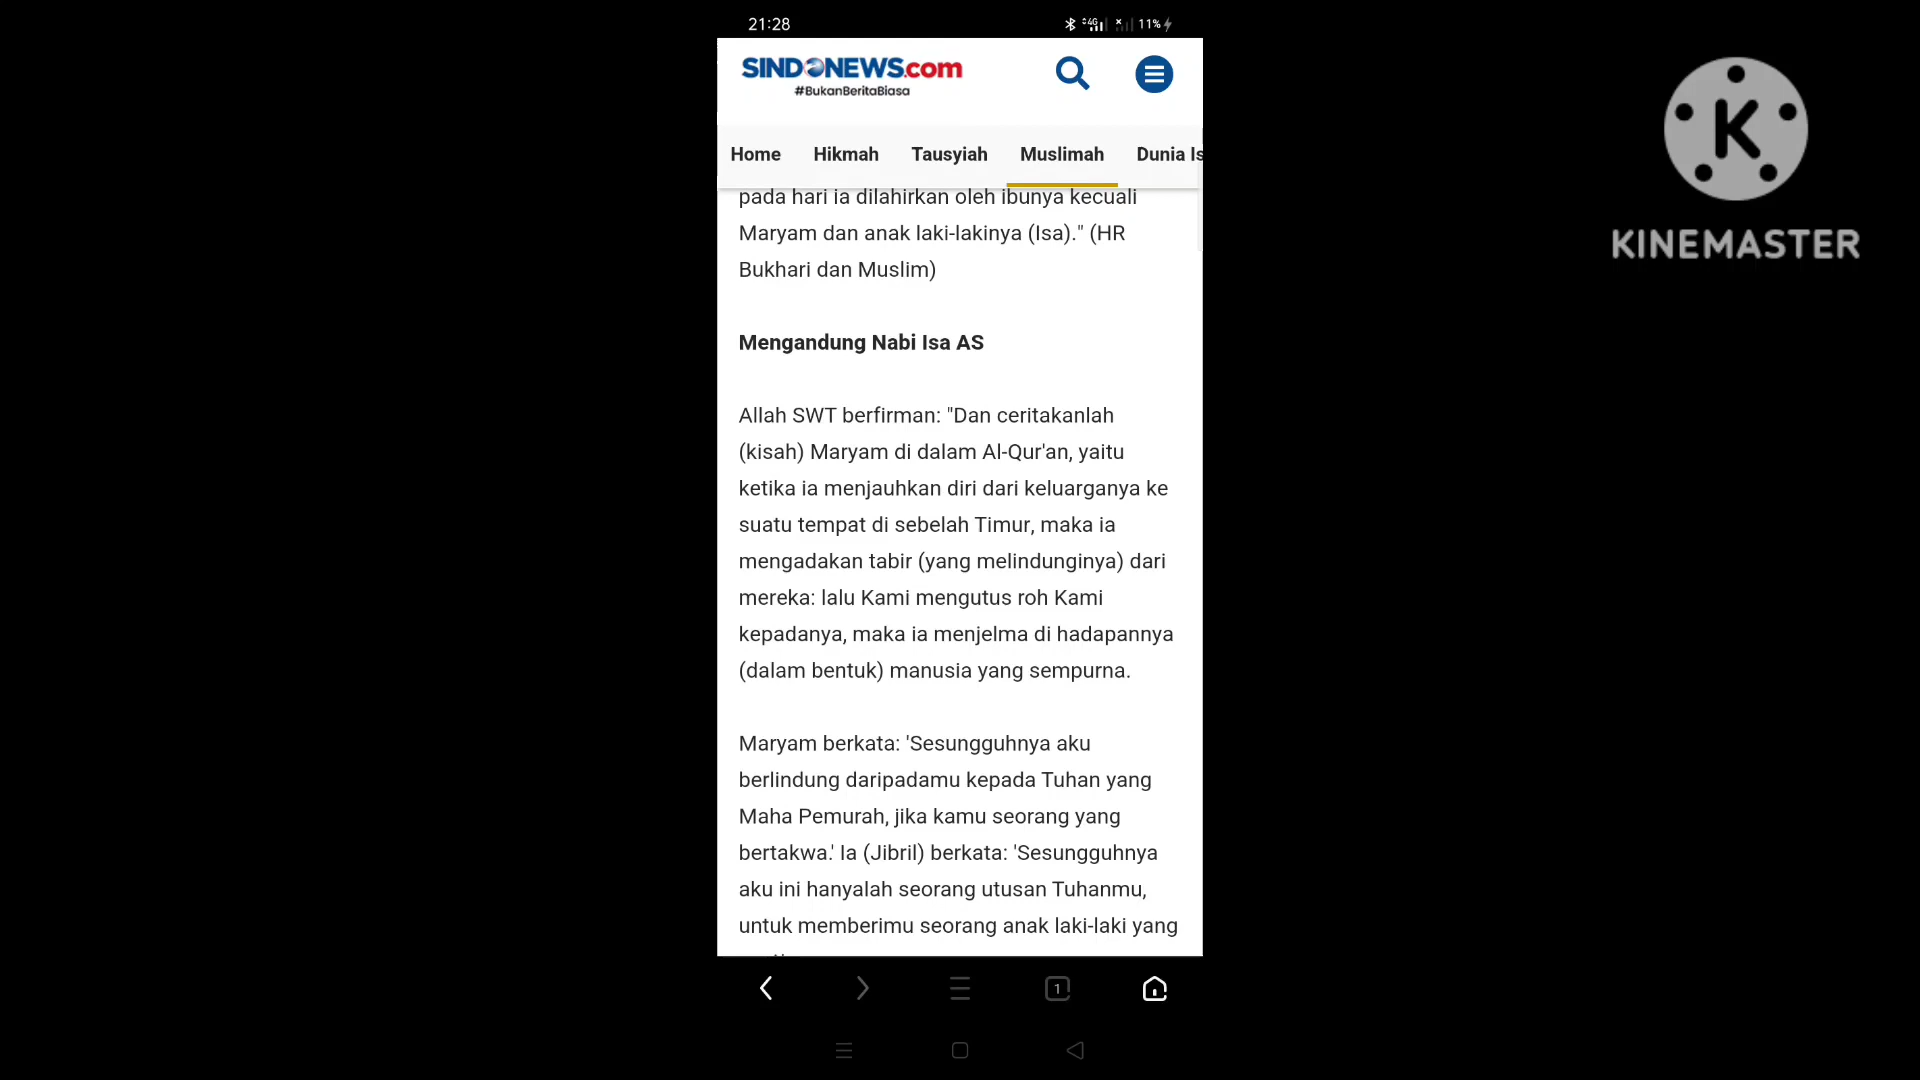 21:28
4G
11%
SINDONEWS.com
#BukanBeritaBiasa
K
KINEMASTER
Home Hikmah Tausyiah Muslimah Dunia Is
pada hari ia dilahirkan oleh ibunya kecuali
Maryam dan anak laki-lakinya (Isa)." (HR
Bukhari dan Muslim)
Mengandung Nabi Isa AS
Allah SWT berfirman: "Dan ceritakanlah
(kisah) Maryam di dalam Al-Qur'an, yaitu
ketika ia menjauhkan diri dari keluarganya ke
suatu tempat di sebelah Timur, maka ia
mengadakan tabir (yang melindunginya) dari
mereka: lalu Kami mengutus roh Kami
kepadanya, maka ia menjelma di hadapannya
(dalam bentuk) manusia yang sempurna.
Maryam berkata: 'Sesungguhnya aku
berlindung daripadamu kepada Tuhan yang
Maha Pemurah, jika kamu seorang yang
bertakwa.' Ia (Jibril) berkata: 'Sesungguhnya
aku ini hanyalah seorang utusan Tuhanmu,
untuk memberimu seorang anak laki-laki yang
1